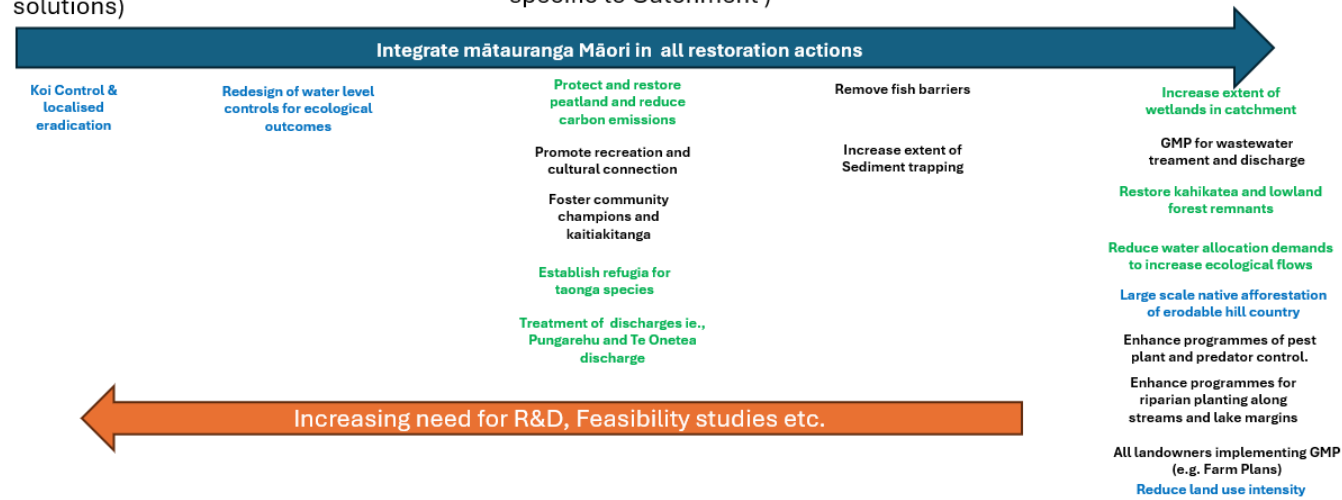 solutions)
specific to Catchment )
Integrate mātauranga Māori in all restoration actions
Koi Control &
localised
eradication
Redesign of water level
controls for ecological
outcomes
Protect and restore
peatland and reduce
carbon emissions
Promote recreation and
cultural connection
Foster community
champions and
kaitiakitanga
Establish refugia for
taonga species
Treatment of discharges ie.,
Pungarehu and Te Onetea
discharge
Remove fish barriers
Increase extent of
Sediment trapping
Increase extent of
wetlands in catchment
GMP for wastewater
treament and discharge
Restore kahikatea and lowland
forest remnants
Reduce water allocation demands
to increase ecological flows
Large scale native afforestation
of erodable hill country
Enhance programmes of pest
plant and predator control.
Enhance programmes for
riparian planting along
streams and lake margins
All landowners implementing GMP
(e.g. Farm Plans)
Reduce land use intensity
Increasing need for R&D, Feasibility studies etc.